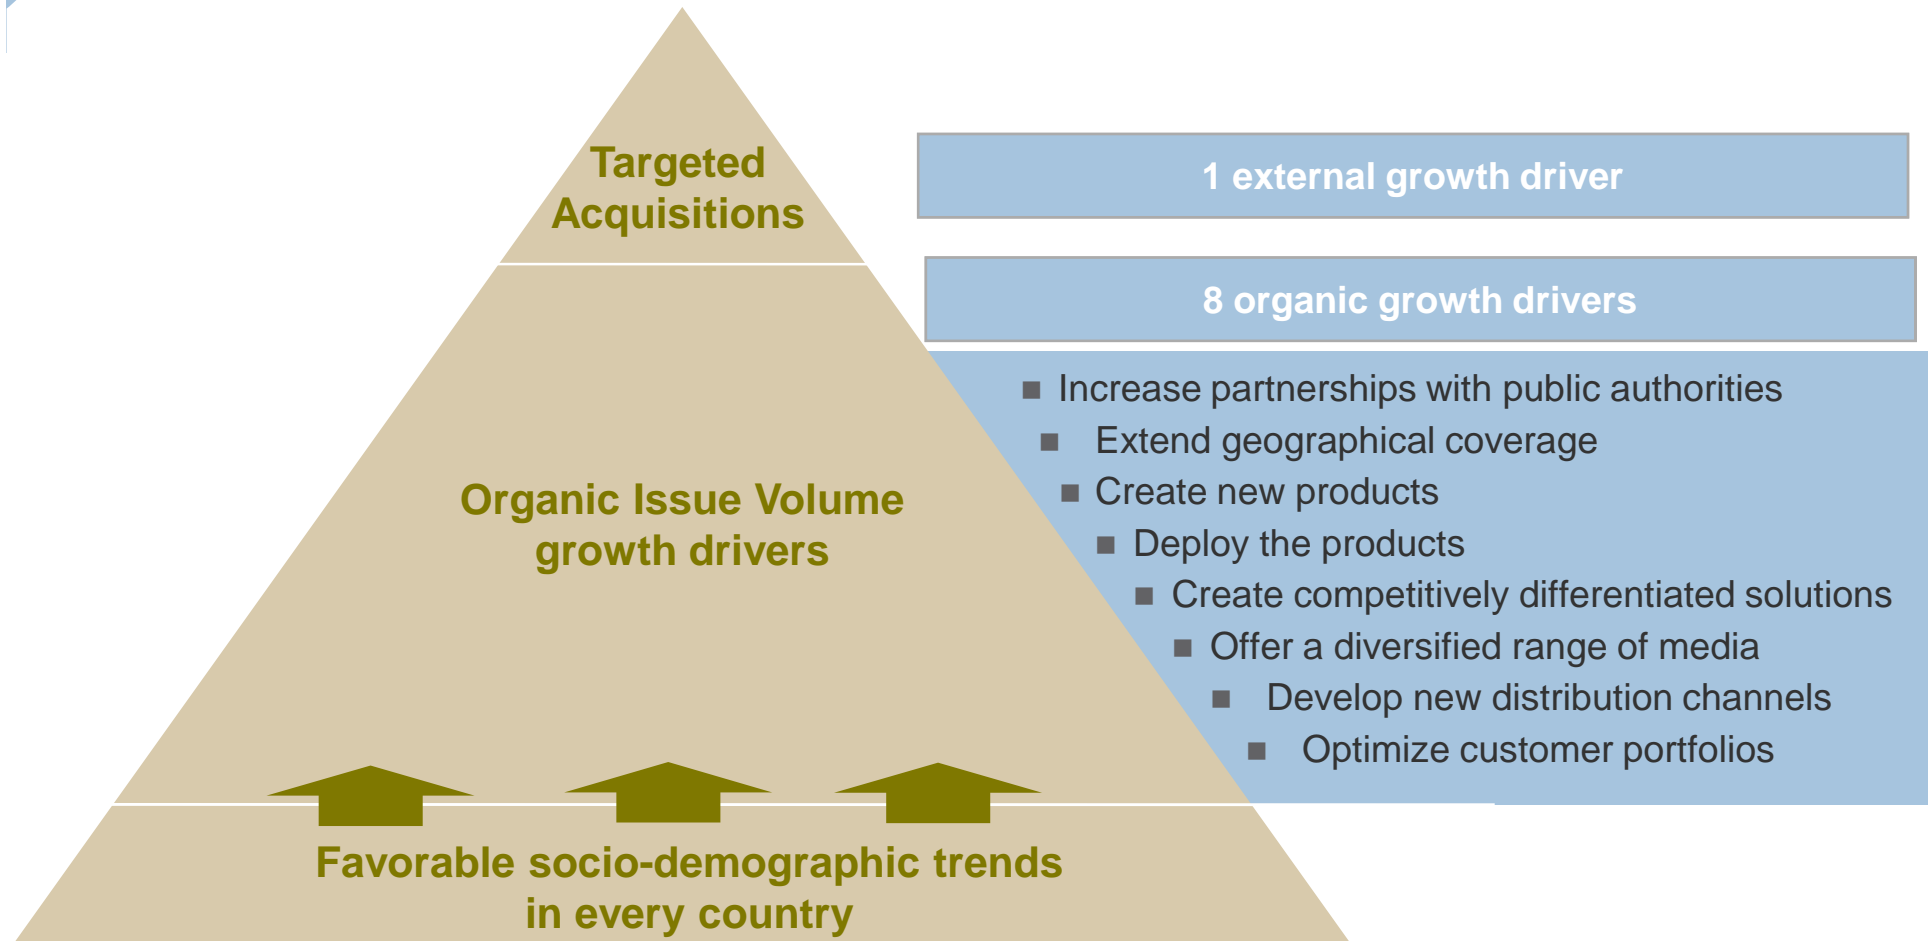 Targeted
Acquisitions
1 external growth driver
8 organic growth drivers
Increase partnerships with public authorities
Extend geographical coverage
Create new products
Deploy the products
Create competitively differentiated solutions
Offer a diversified range of media
Develop new distribution channels
Optimize customer portfolios
Organic Issue Volume
growth drivers
Favorable socio-demographic trends
in every country